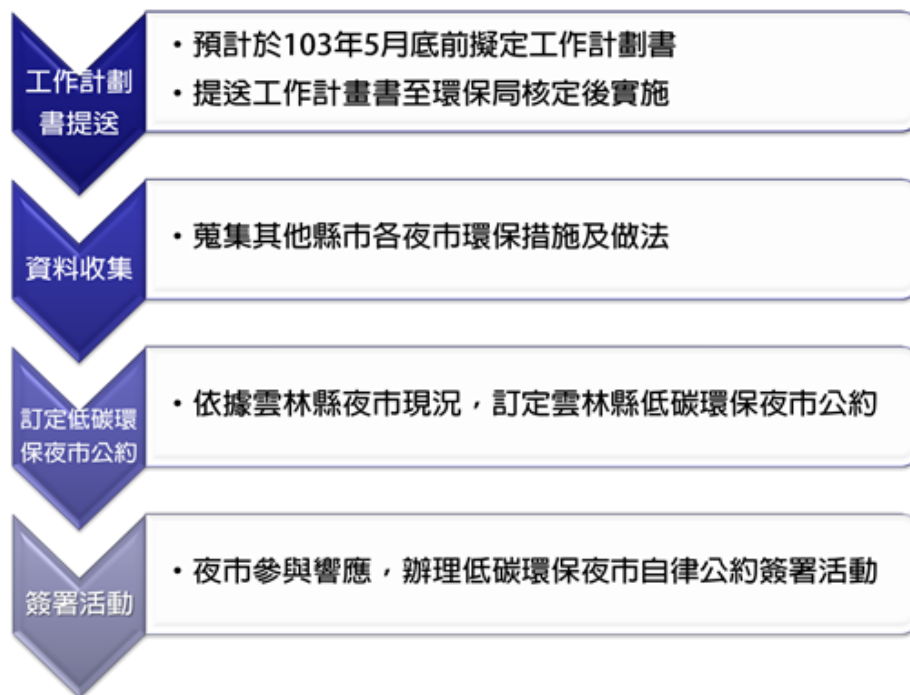 工作計劃
書提送
・預計於103年5月底前擬定工作計劃書
・提送工作計畫書至環保局核定後實施
資料收集
・蒐集其他縣市各夜市環保措施及做法
訂定低碳環
保夜市公約
・依據雲林縣夜市現況，訂定雲林縣低碳環保夜市公約
簽署活動
・夜市參與響應，辦理低碳環保夜市自律公約簽署活動